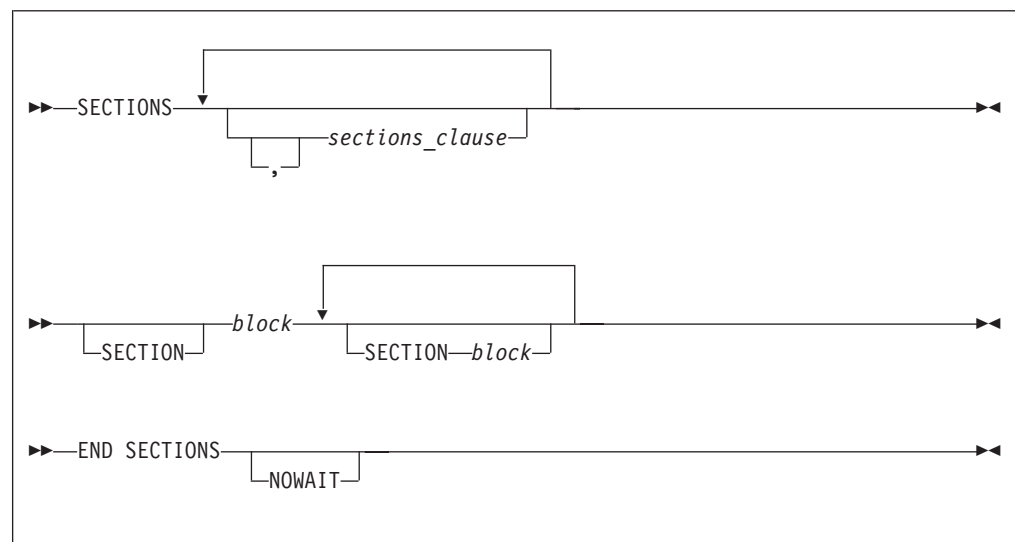 SECTIONS
sections_clause
,
block
SECTION
SECTION block
END SECTIONS
NOWAIT